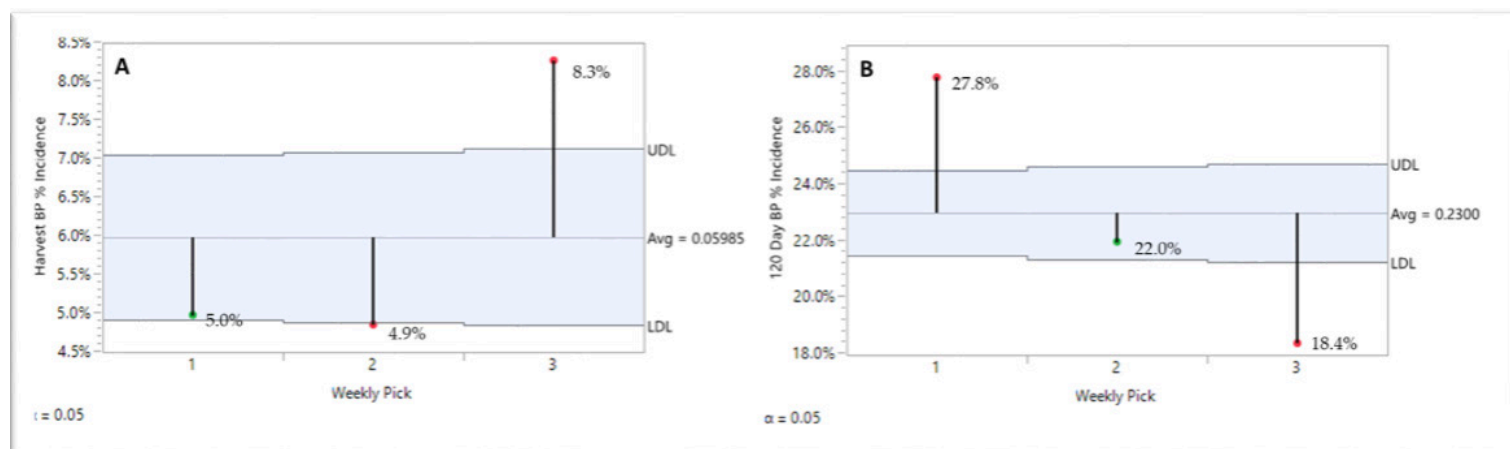 A
Harvest BP % Incidence
8.5%
8.0%
7.5%
7.0%
6.5%
6.0%
5.5%
5.0%
4.5%
5.0%
4.9%
8.3%
UDL
Avg = 0.05985
LDL
1 2 3
Weekly Pick
= 0.05
B
120 Day BP % Incidence
28.0%
26.0%
24.0%
22.0%
20.0%
18.0%
27.8%
22.0%
18.4%
UDL
Avg = 0.2300
LDL
1 2 3
Weekly Pick
α = 0.05